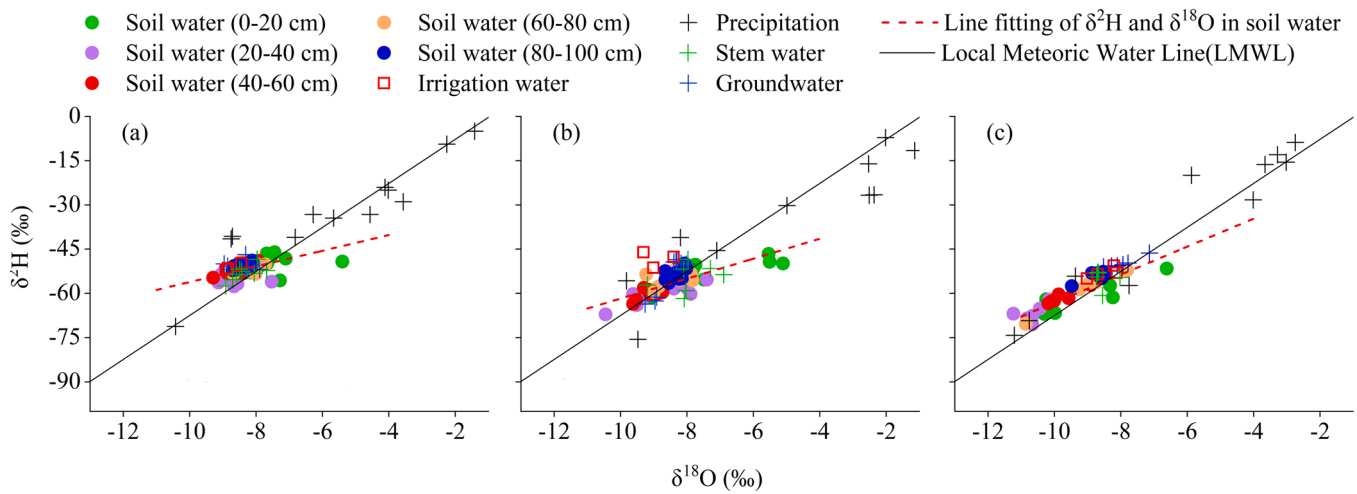 Soil water (0-20 cm) Soil water (60-80 cm) Precipitation Line fitting of δ²H and δ¹⁸O in soil water
Soil water (20-40 cm) Soil water (80-100 cm) Stem water Local Meteoric Water Line(LMWL)
Soil water (40-60 cm) Irrigation water Groundwater
0
(a) (b) (c)
-15
-30
-45
-60
-75
-90
δ²H (‰)
-12 -10 -8 -6 -4 -2 -12 -10 -8 -6 -4 -2 -12 -10 -8 -6 -4 -2
δ¹⁸O (‰)